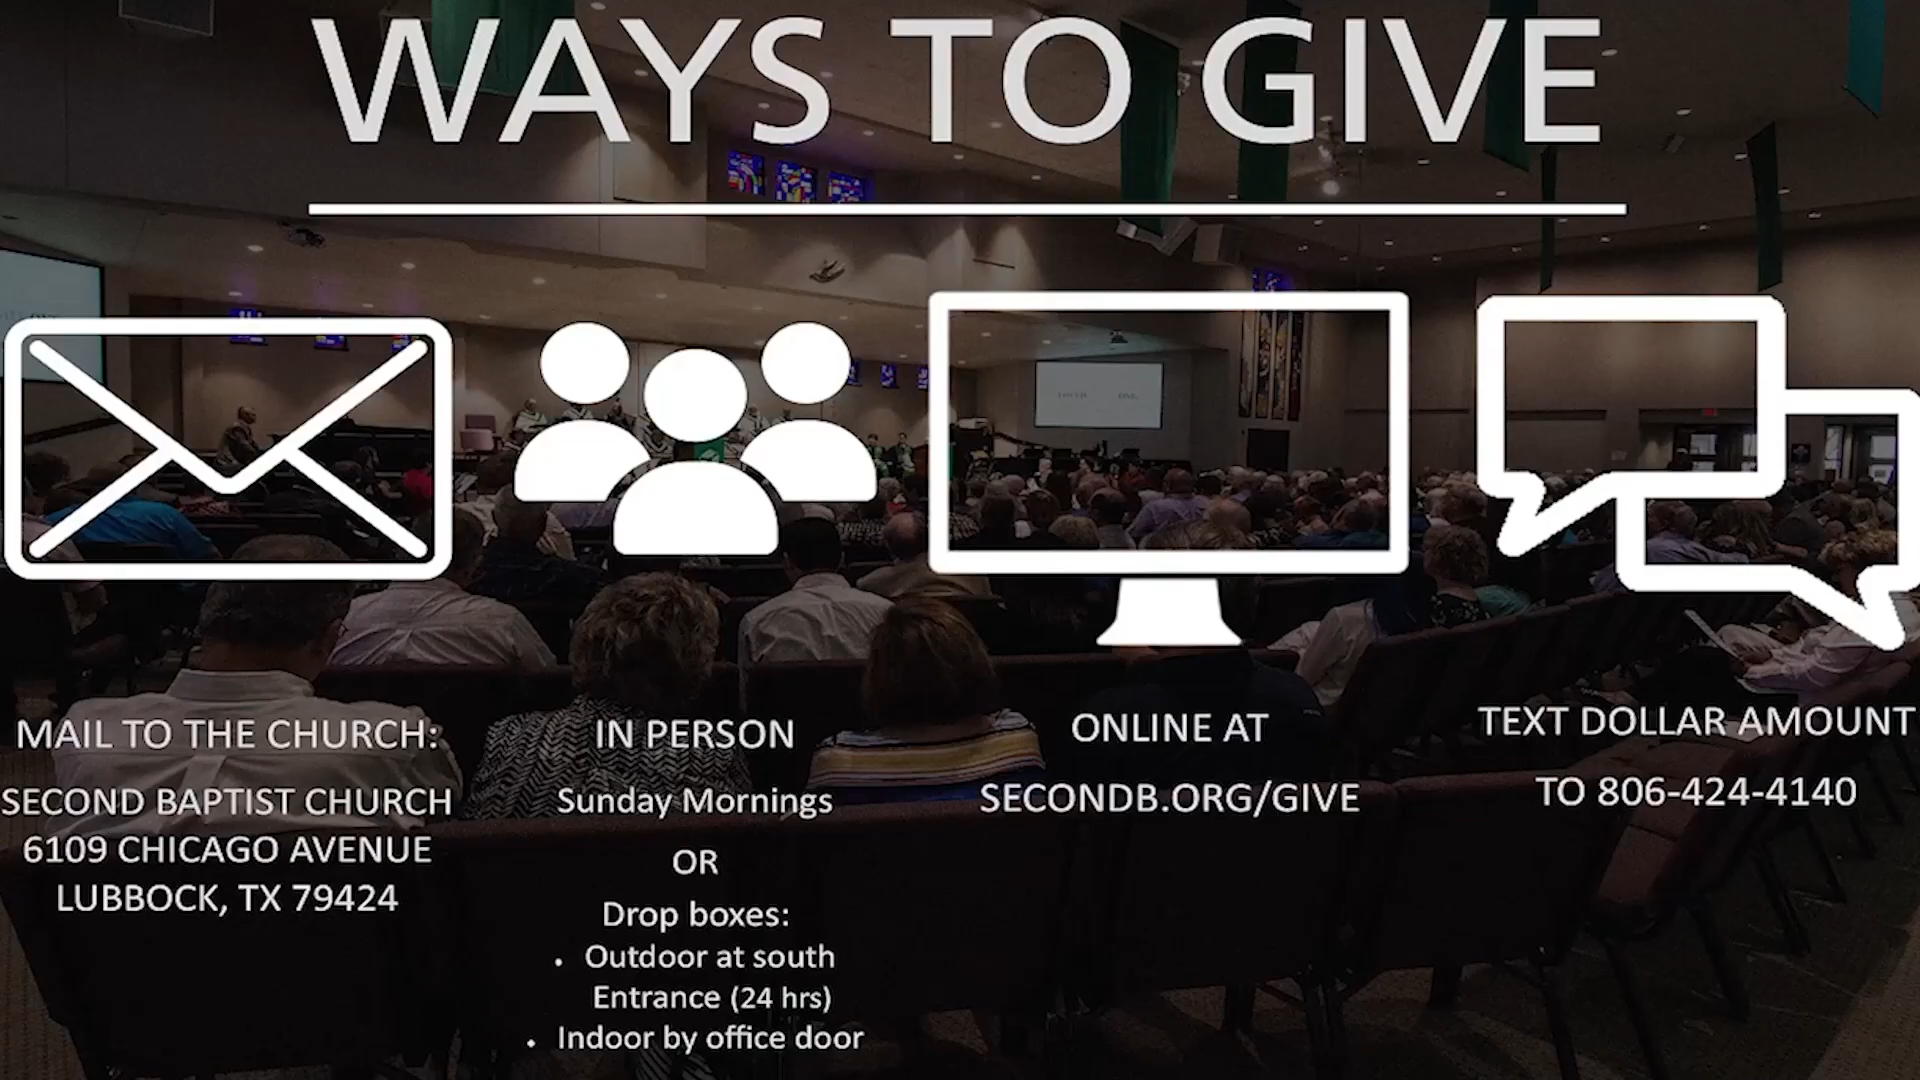 WAYS TO GIVE
MAIL TO THE CHURCH:
SECOND BAPTIST CHURCH
6109 CHICAGO AVENUE
LUBBOCK, TX 79424
IN PERSON
Sunday Mornings
OR
Drop boxes:
• Outdoor at south
Entrance (24 hrs)
• Indoor by office door
ONLINE AT
SECONDB.ORG/GIVE
TEXT DOLLAR AMOUNT
TO 806-424-4140